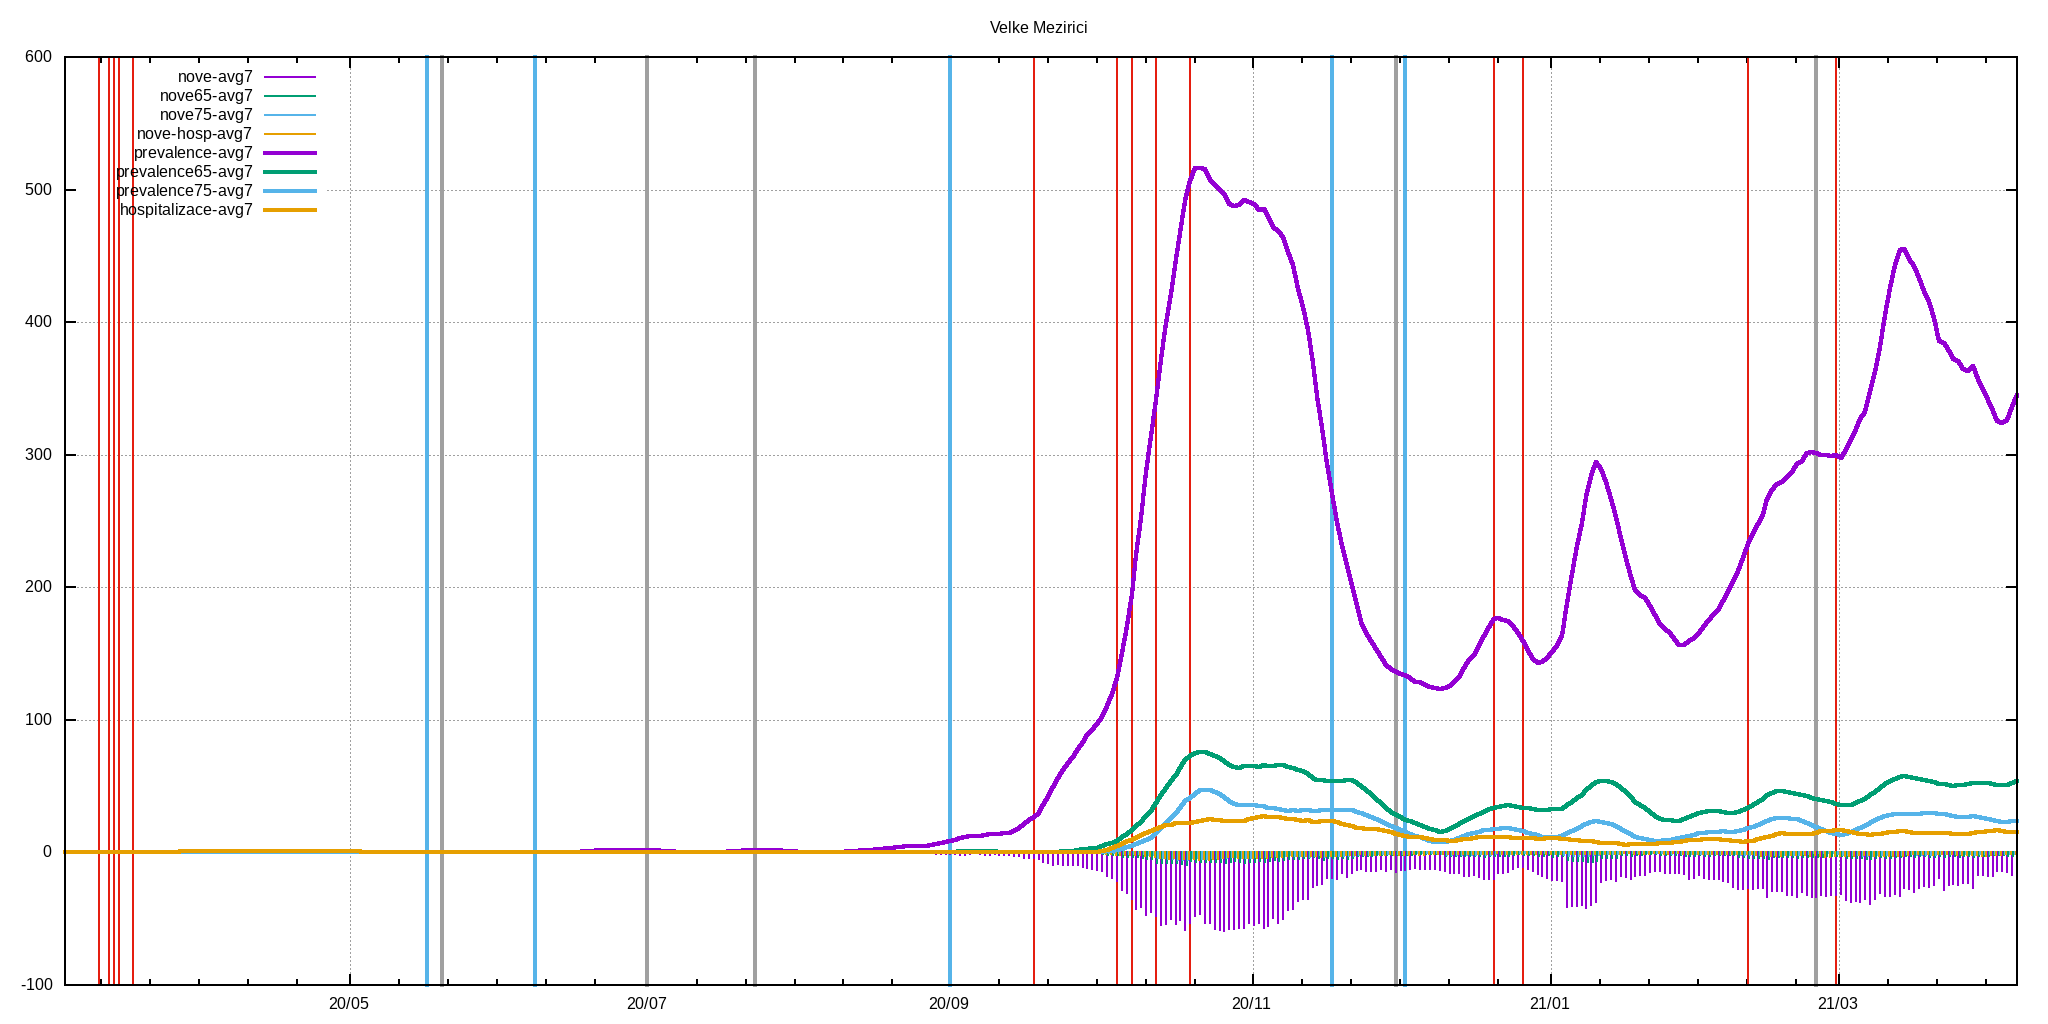 Velke Mezirici
600
500
400
300
200
100
0
-100
nove-avg7
nove65-avg7
nove75-avg7
nove-hosp-avg7
prevalence-avg7
prevalence65-avg7
prevalence75-avg7
hospitalizace-avg7
20/05 20/07 20/09 20/11 21/01 21/03